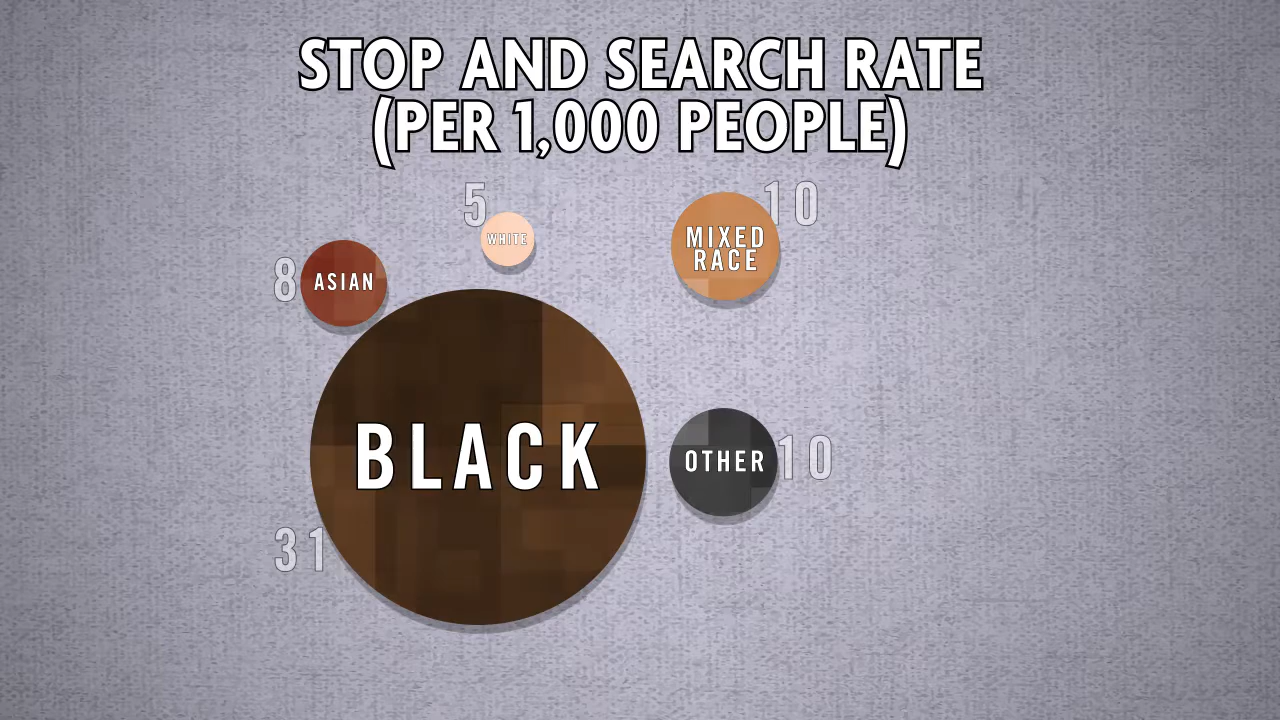 STOP AND SEARCH RATE
(PER 1,000 PEOPLE)
5
WHITE
10
MIXED
RACE
8
ASIAN
BLACK
31
OTHER
10